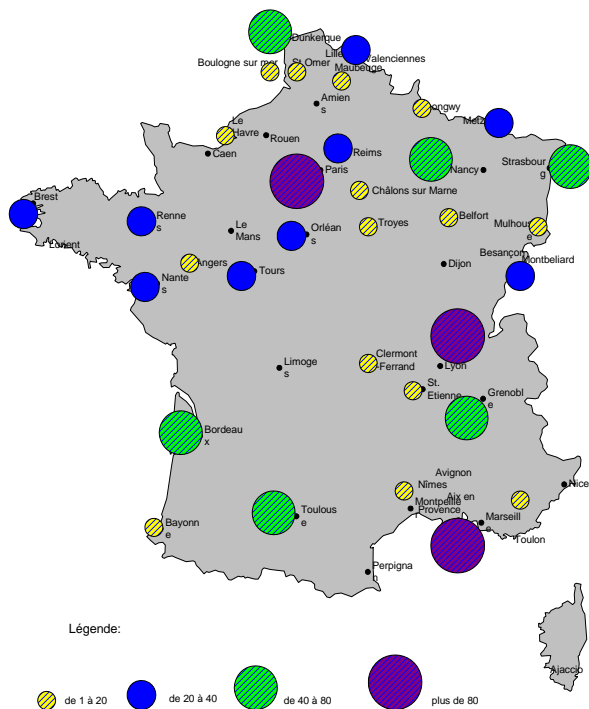 Dunkerque
Lille
Valenciennes
Boulogne sur mer
St Omer
Maubeuge
Amien
s
Longwy
Le
Havre
Rouen
Metz
Caen
Reims
Paris
Nancy
Strasbour
g
Châlons sur Marne
Brest
Renne
s
Le
Mans
Orléan
s
Troyes
Belfort
Mulhous
e
Lorient
Angers
Tours
Dijon
Besançon
Montbeliard
Nante
s
Limoge
s
Clermont
-Ferrand
Lyon
St.
Etienne
Grenobl
e
Bordeau
x
Avignon
Nîmes
Aix en
Provence
Montpellie
Nice
Toulous
e
Bayonn
e
Marseill
e
Toulon
Perpigna
n
Ajaccio
Légende:
de 1 à 20
de 20 à 40
de 40 à 80
plus de 80